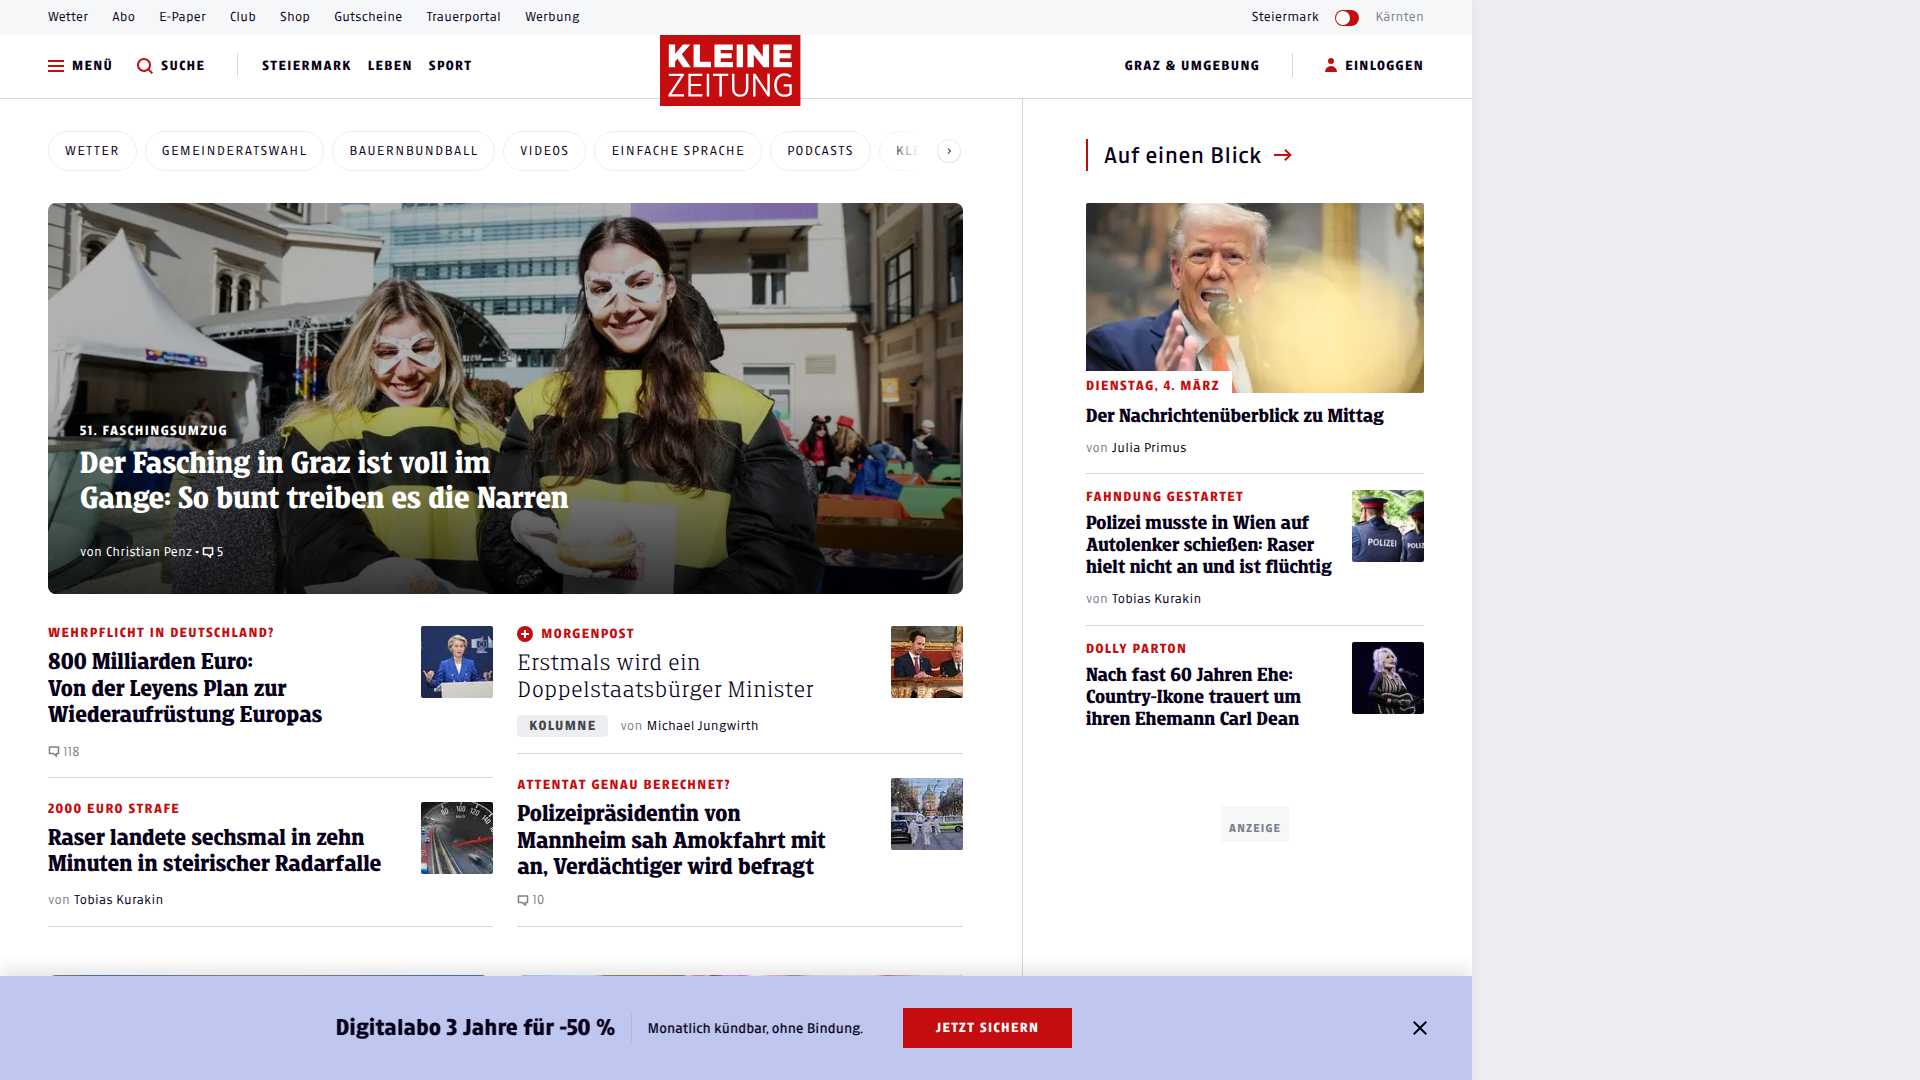 Wetter Abo E-Paper Club Shop Gutscheine Trauerportal Werbung Steiermark Kärnten
MENÜ SUCHE STEIERMARK LEBEN SPORT KLEINE ZEITUNG GRAZ & UMGEBUNG EINLOGGEN
WETTER GEMEINDERATSWAHL BAUERNBUNDBALL VIDEOS EINFACHE SPRACHE PODCASTS
51. FASCHINGSUMZUG
Der Fasching in Graz ist voll im
Gange: So bunt treiben es die Narren
von Christian Penz • 5
WEHRPFLICHT IN DEUTSCHLAND?
800 Milliarden Euro:
Von der Leyens Plan zur
Wiederaufrüstung Europas
118
2000 EURO STRAFE
Raser landete sechsmal in zehn
Minuten in steirischer Radarfalle
von Tobias Kurakin
MORGENPOST
Erstmals wird ein
Doppelstaatsbürger Minister
KOLUMNE von Michael Jungwirth
ATTENTAT GENAU BERECHNET?
Polizeipräsidentin von
Mannheim sah Amokfahrt mit
an, Verdächtiger wird befragt
10
Auf einen Blick
DIENSTAG, 4. MÄRZ
Der Nachrichtenüberblick zu Mittag
von Julia Primus
FAHNDUNG GESTARTET
Polizei musste in Wien auf
Autolenker schießen: Raser
hielt nicht an und ist flüchtig
von Tobias Kurakin
POLIZEI
DOLLY PARTON
Nach fast 60 Jahren Ehe:
Country-Ikone trauert um
ihren Ehemann Carl Dean
ANZEIGE
Digitalabo 3 Jahre für -50 % Monatlich kündbar, ohne Bindung. JETZT SICHERN